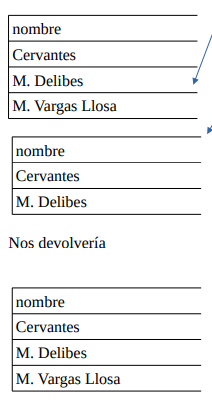 nombre
Cervantes
M. Delibes
M. Vargas Llosa
nombre
Cervantes
M. Delibes
Nos devolvería
nombre
Cervantes
M. Delibes
M. Vargas Llosa